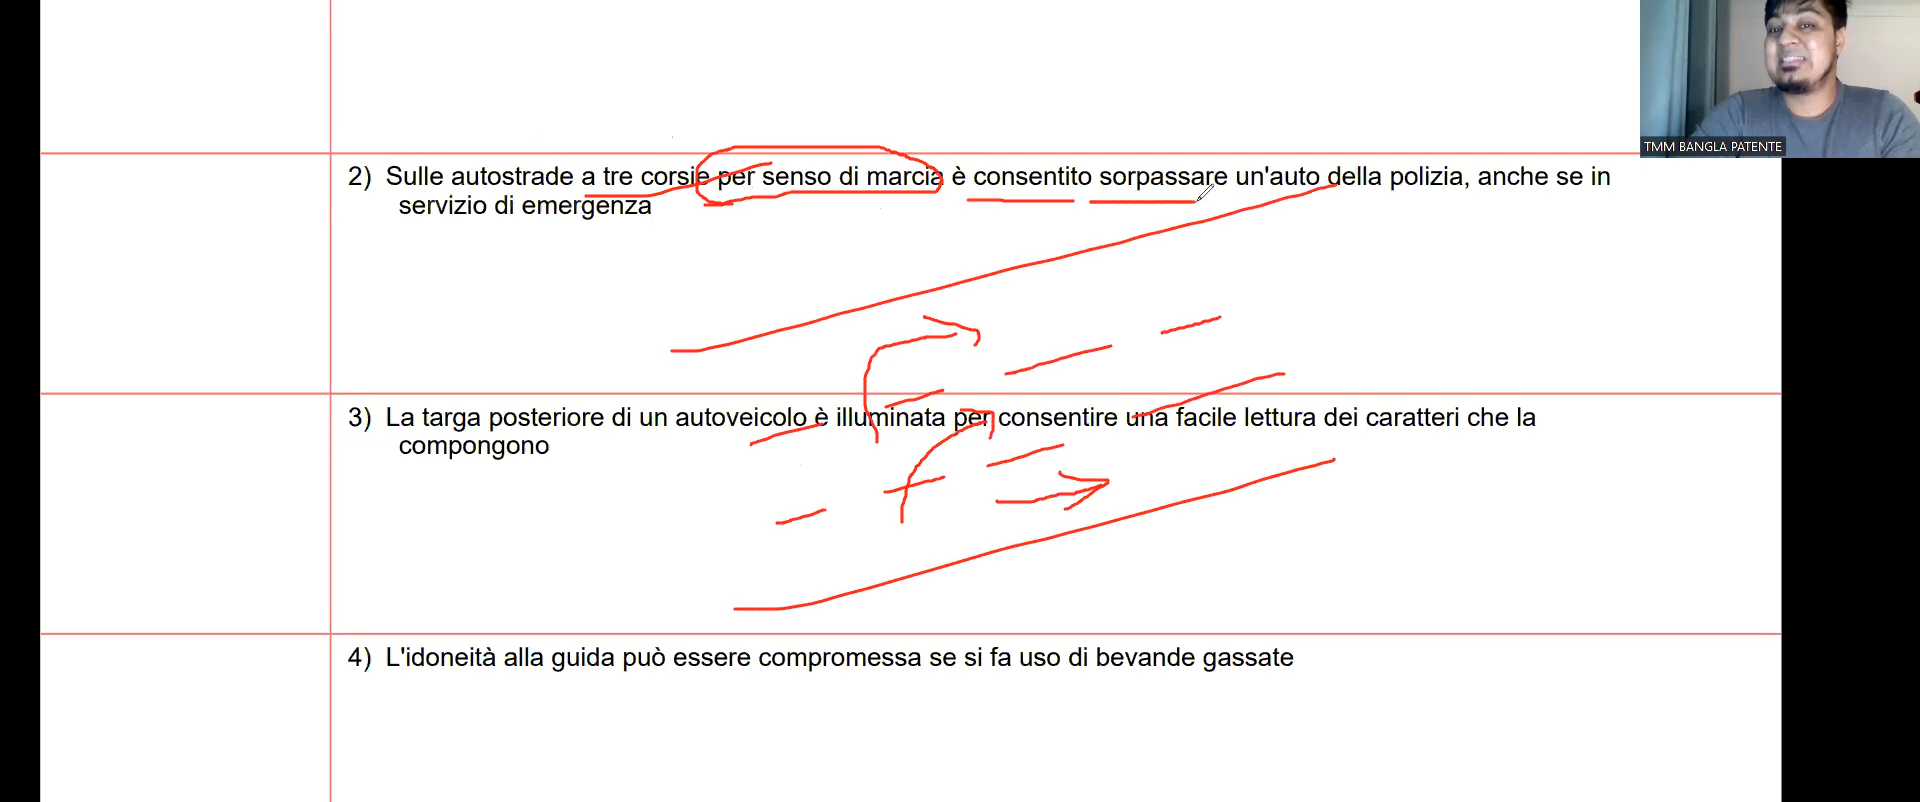 TMM BANGLA PATENTE
2) Sulle autostrade a tre corsie per senso di marcia è consentito sorpassare un'auto della polizia, anche se in
servizio di emergenza
3) La targa posteriore di un autoveicolo è illuminata per consentire una facile lettura dei caratteri che la
compongono
4) L'idoneità alla guida può essere compromessa se si fa uso di bevande gassate